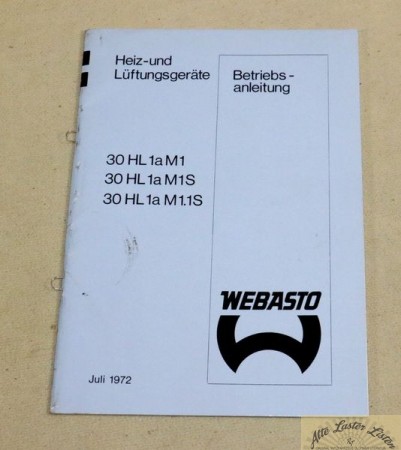 Heiz-und
Lüftungsgeräte
Betriebs-
anleitung
30 HL 1a M1
30 HL 1a M1S
30 HL 1a M1.1S
WEBASTO
Juli 1972
Alte Laster Listen